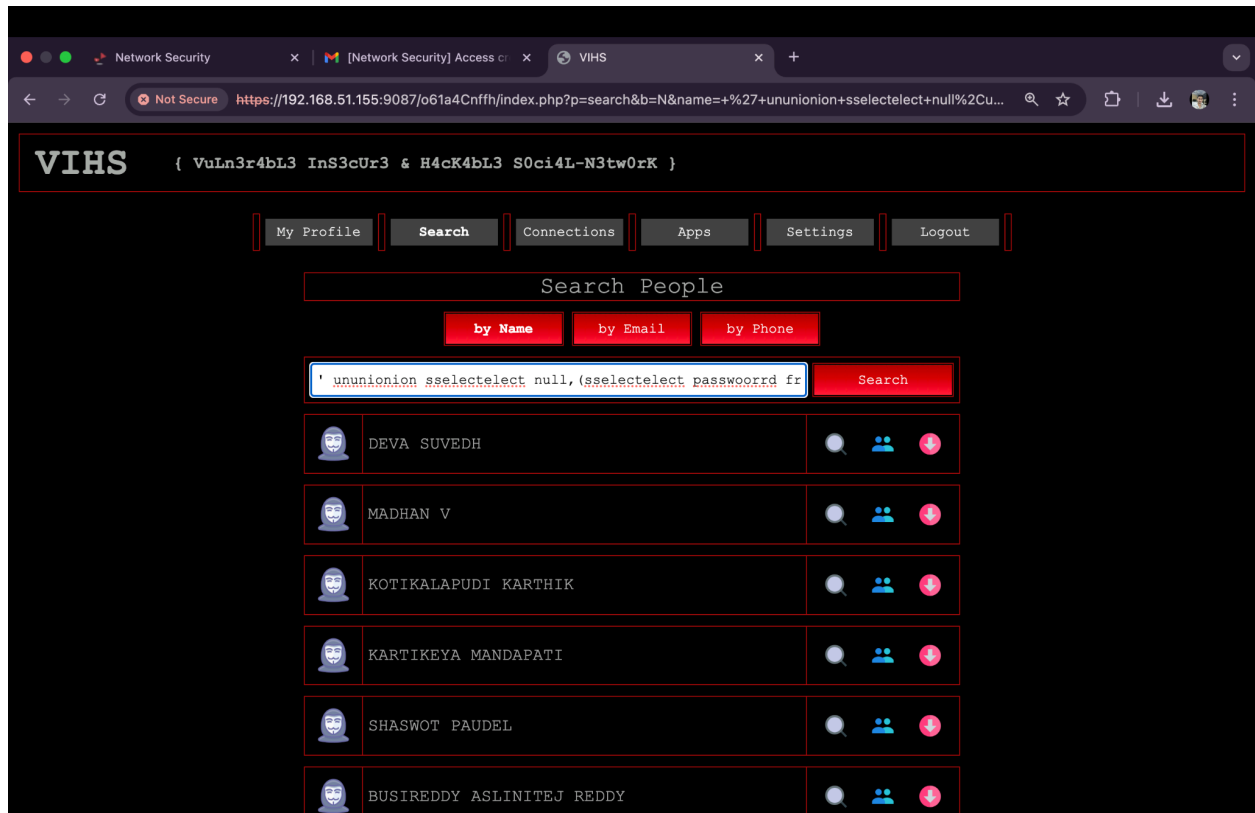 Network Security
[Network Security] Access cr
VIHS
Not Secure https://192.168.51.155:9087/o61a4Cnffh/index.php?p=search&b=N&name=+%27+ununionion+sselectelect+null%2Cu...
VIHS { VuLn3r4bL3 InS3cUr3 & H4cK4bL3 S0ci4L-N3tw0rK }
My Profile Search Connections Apps Settings Logout
Search People
by Name by Email by Phone
' ununionion sselectelect null,(sselectelect passwoorrd fr Search
DEVA SUVEDH
MADHAN V
KOTIKALAPUDI KARTHIK
KARTIKEYA MANDAPATI
SHASWOT PAUDEL
BUSIREDDY ASLINITEJ REDDY